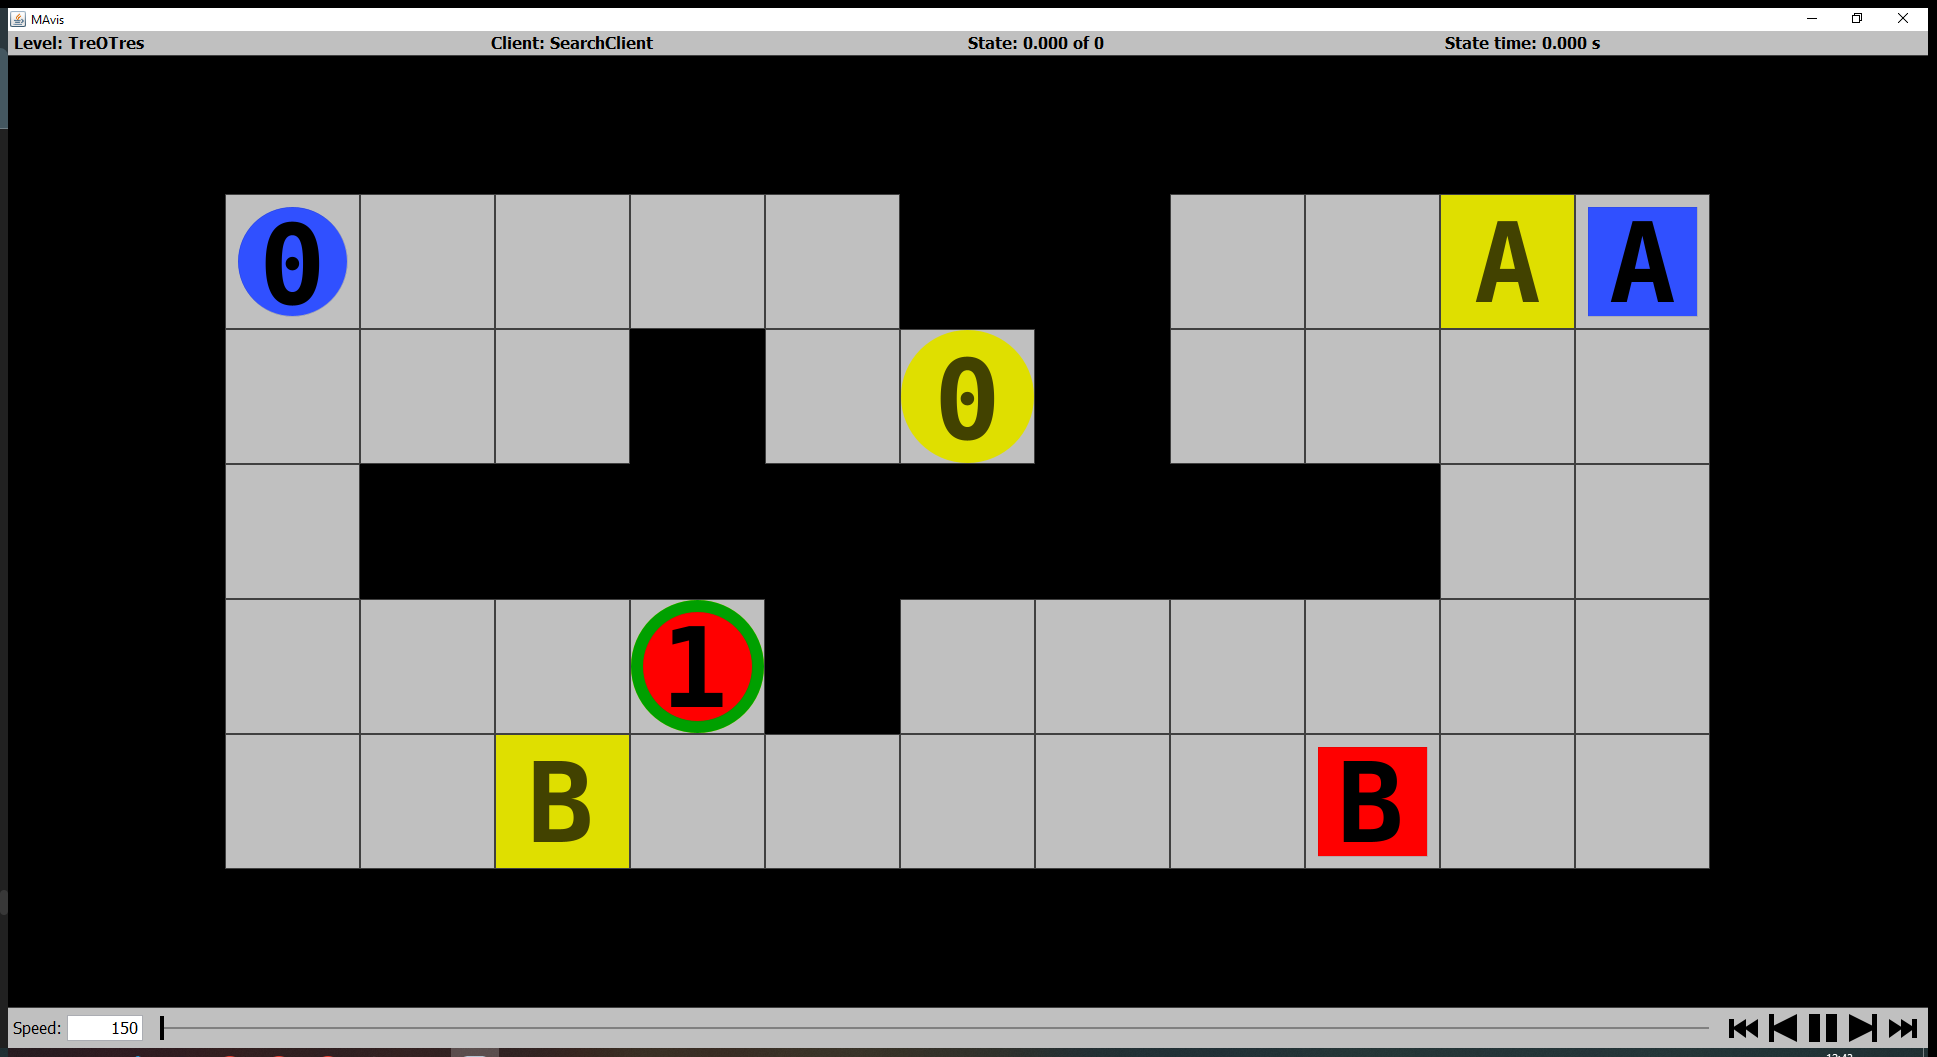 MAvis
Level: TreOTres Client: SearchClient State: 0.000 of 0 State time: 0.000 s
0 A A
0
1
B B
Speed: 150